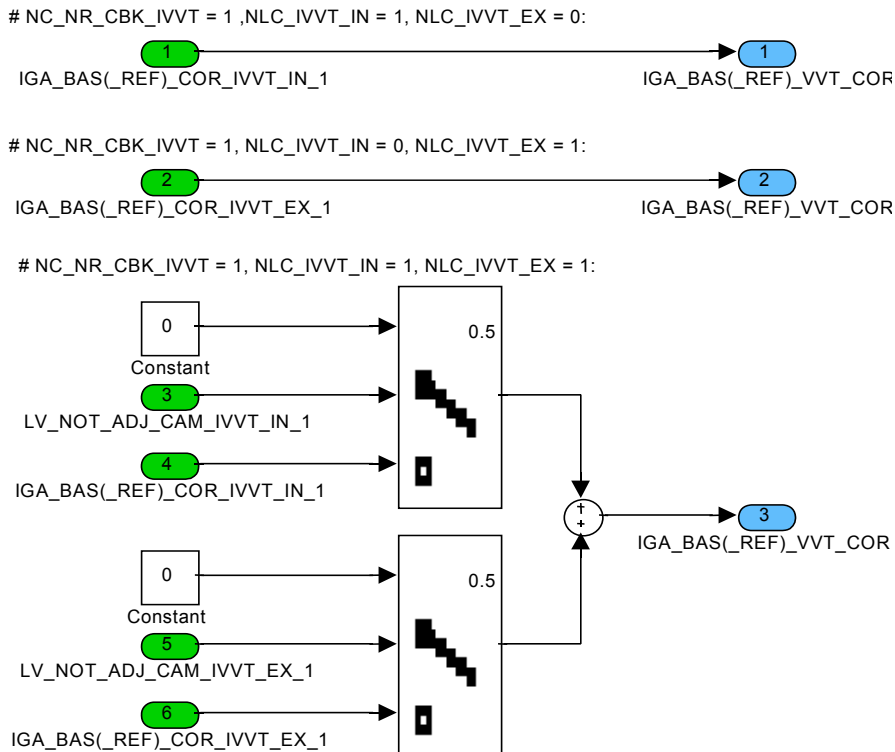 # NC_NR_CBK_IVVT = 1 ,NLC_IVVT_IN = 1, NLC_IVVT_EX = 0:
1
1
IGA_BAS(_REF)_COR_IVVT_IN_1
IGA_BAS(_REF)_VVT_COR
# NC_NR_CBK_IVVT = 1, NLC_IVVT_IN = 0, NLC_IVVT_EX = 1:
2
2
IGA_BAS(_REF)_COR_IVVT_EX_1
IGA_BAS(_REF)_VVT_COR
# NC_NR_CBK_IVVT = 1, NLC_IVVT_IN = 1, NLC_IVVT_EX = 1:
0
0.5
Constant
3
LV_NOT_ADJ_CAM_IVVT_IN_1
4
IGA_BAS(_REF)_COR_IVVT_IN_1
+
+
3
IGA_BAS(_REF)_VVT_COR
0
0.5
Constant
5
LV_NOT_ADJ_CAM_IVVT_EX_1
6
IGA_BAS(_REF)_COR_IVVT_EX_1